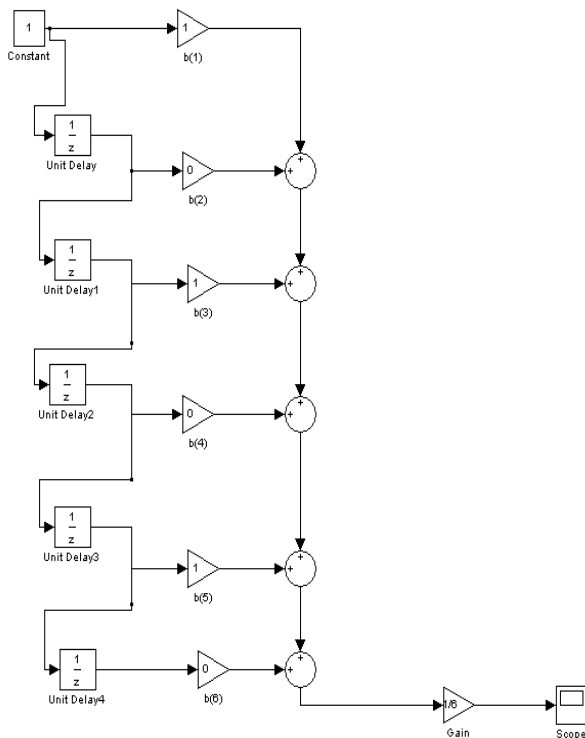 1
Constant
1
b(1)
1
z
Unit Delay
0
b(2)
+
+
1
z
Unit Delay1
1
b(3)
+
+
1
z
Unit Delay2
0
b(4)
+
+
1
z
Unit Delay3
1
b(5)
+
+
1
z
Unit Delay4
0
b(6)
+
+
1/6
Gain
Scope